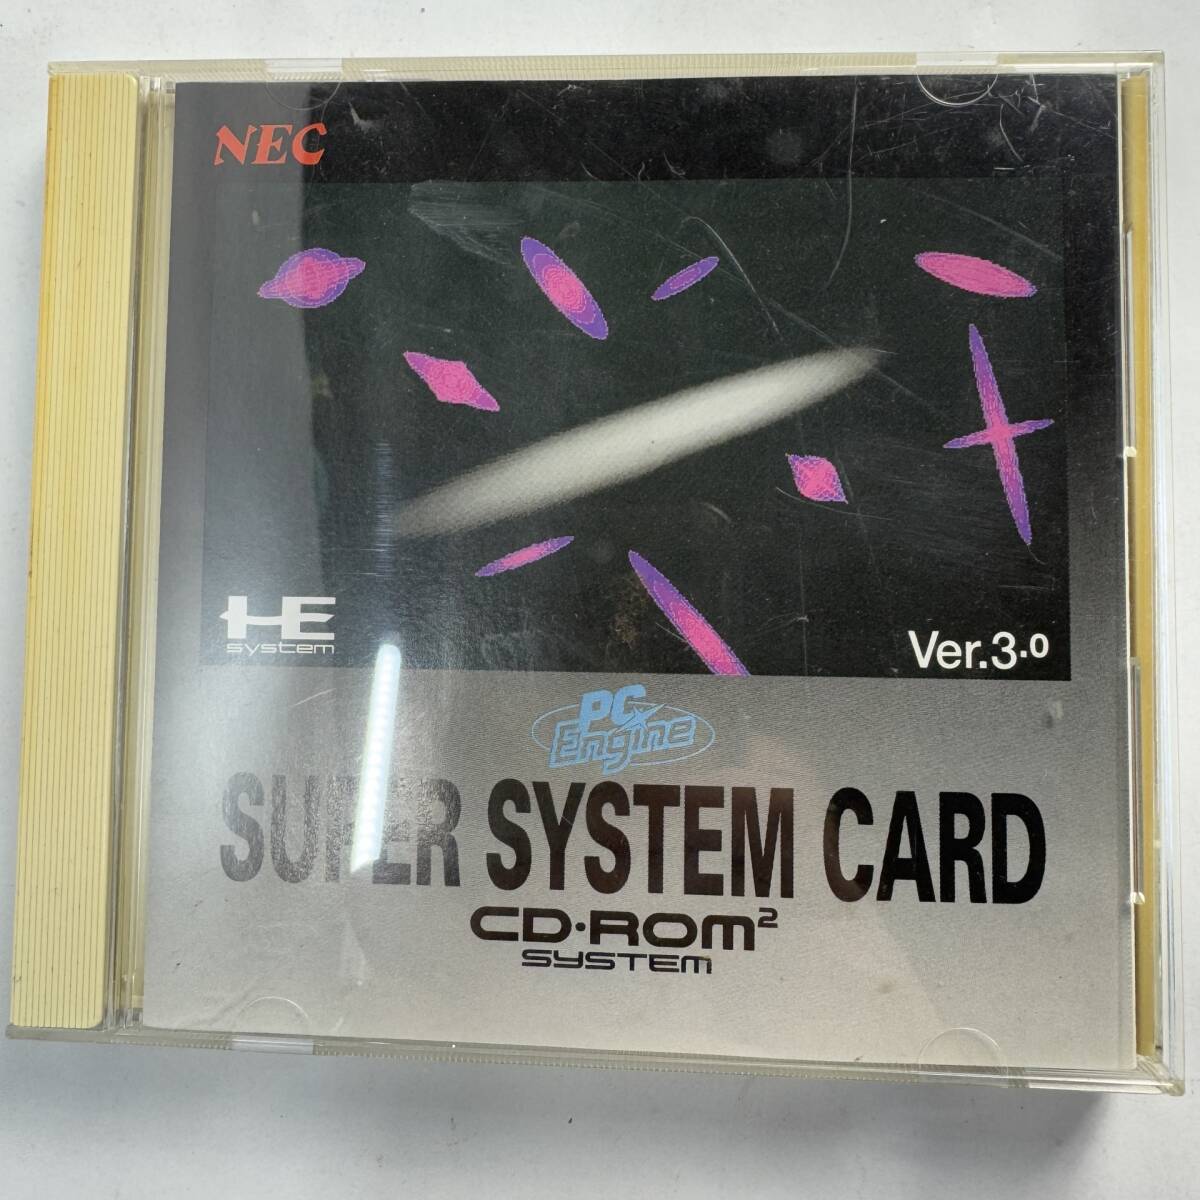 NEC
HE
system
Ver.3.0
PC
Engine
SUPER SYSTEM CARD
CD·ROM²
SYSTEM